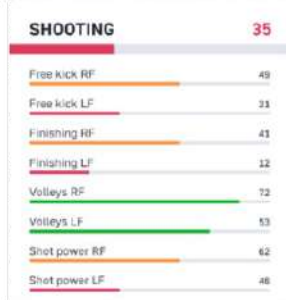 SHOOTING 35
Free kick RF 49
Free kick LF 31
Finishing RF 41
Finishing LF 12
Volleys RF 72
Volleys LF 53
Shot power RF 62
Shot power LF 46